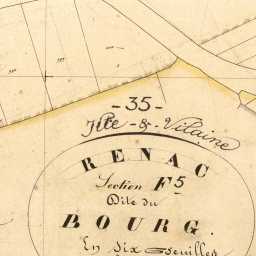 - 35 -
Ille - & - Vilaine
RENAC
Section F5
Dite du
BOURG.
En Six feuilles